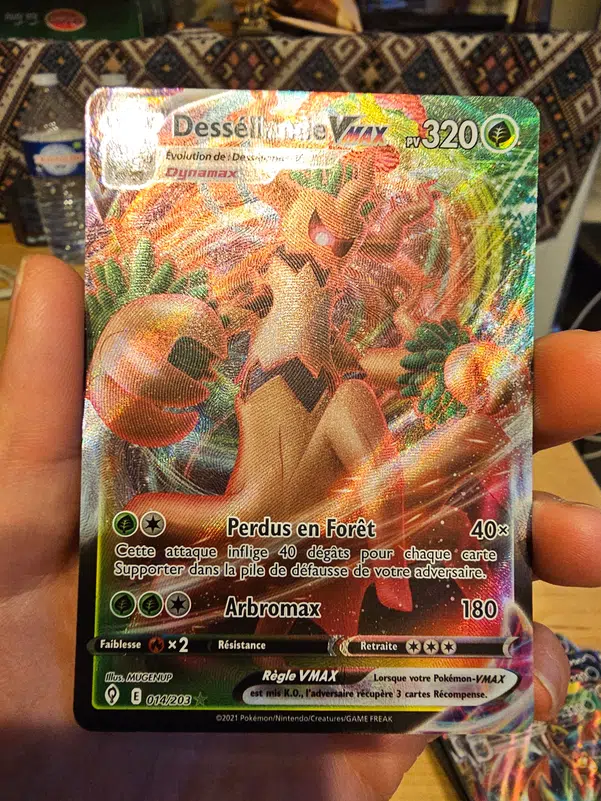 VMAX
PV 320
Évolution de :
Dynamax
Perdus en Forêt 40×
Cette attaque inflige 40 dégâts pour chaque carte
Supporter dans la pile de défausse de votre adversaire.
Arbromax 180
Faiblesse ×2 Résistance Retraite
Illus. MUGENUP
Règle VMAX Lorsque votre Pokémon-VMAX
est mis K.O., l'adversaire récupère 3 cartes Récompense.
E 014/203
©2021 Pokémon/Nintendo/Creatures/GAME FREAK